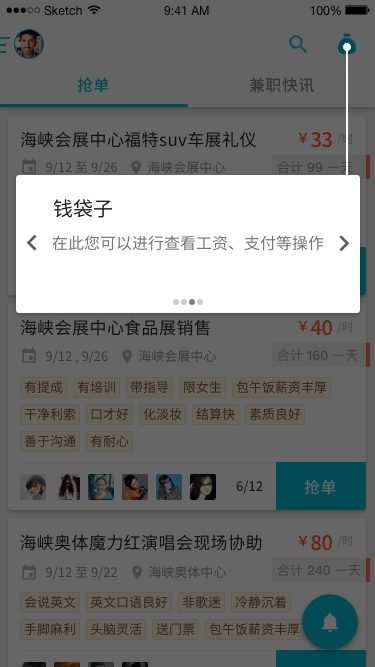 Sketch 9:41 AM 100%
抢单 兼职快讯
海峡会展中心福特suv车展礼仪 ¥33/时
9/12 至 9/26 海峡会展中心 合计 99 一天
钱袋子
在此您可以进行查看工资、支付等操作
海峡会展中心食品展销售 ¥40/时
9/12 , 9/26 海峡会展中心 合计 160 一天
有提成 有培训 带指导 限女生 包午饭薪资丰厚
干净利索 口才好 化淡妆 结算快 素质良好
善于沟通 有耐心
6/12 抢单
海峡奥体魔力红演唱会现场协助 ¥80/时
9/12 至 9/22 海峡奥体中心 合计 240 一天
会说英文 英文口语良好 非歌迷 冷静沉着
手脚麻利 头脑灵活 送门票 包午饭薪资丰厚